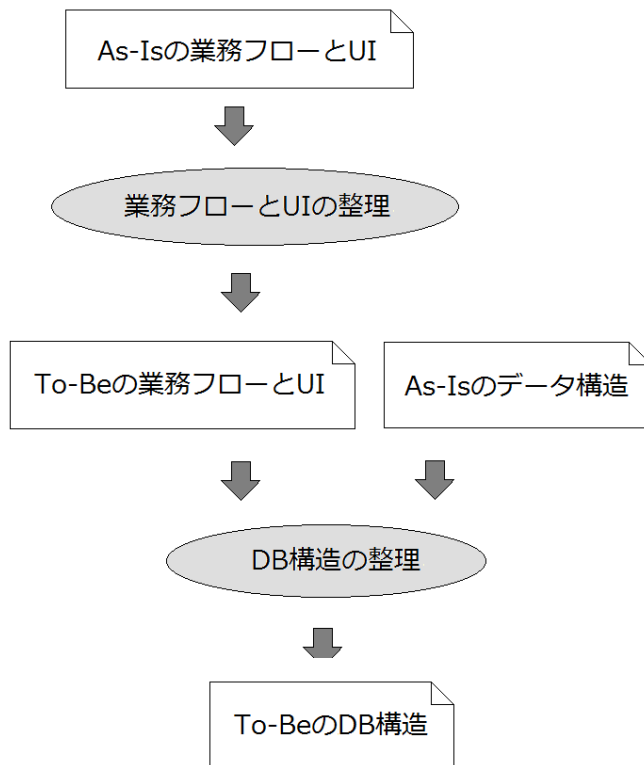 As-Isの業務フローとUI
業務フローとUIの整理
To-Beの業務フローとUI
As-Isのデータ構造
DB構造の整理
To-BeのDB構造